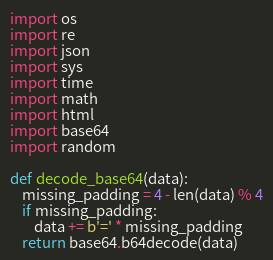 import os
import re
import json
import sys
import time
import math
import html
import base64
import random

def decode_base64(data):
    missing_padding = 4 - len(data) % 4
    if missing_padding:
        data += b'=' * missing_padding
    return base64.b64decode(data)